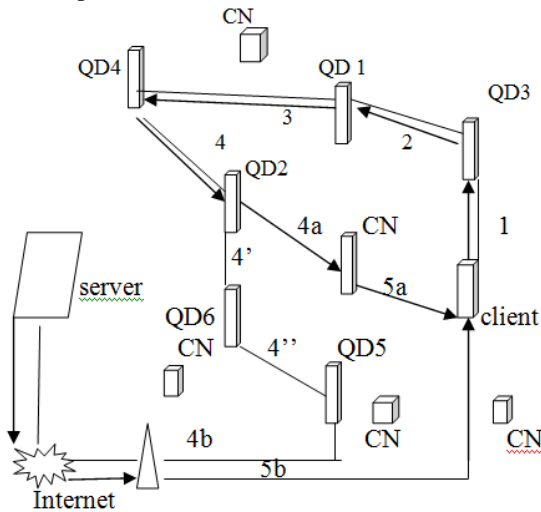 CN
QD4
QD 1
QD3
3
2
4
QD2
4a
CN
1
4’
server
QD6
5a
client
CN
4’’
QD5
4b
CN
CN
5b
Internet